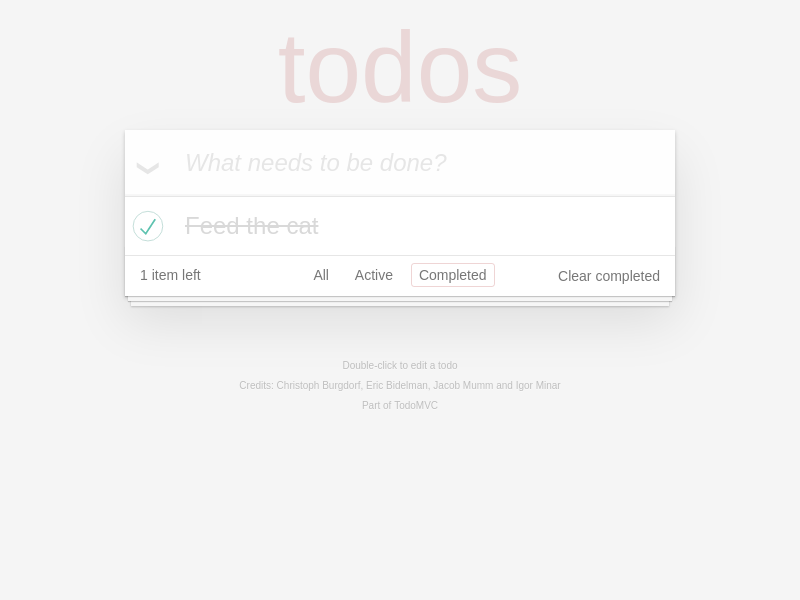 todos
What needs to be done?
Feed the cat
1 item left All Active Completed Clear completed
Double-click to edit a todo
Credits: Christoph Burgdorf, Eric Bidelman, Jacob Mumm and Igor Minar
Part of TodoMVC